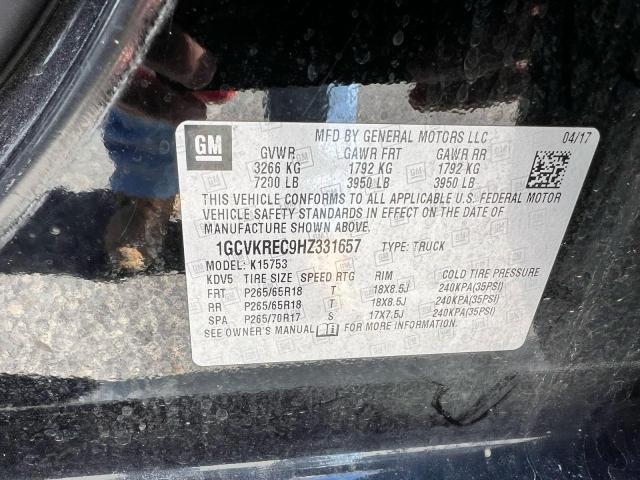 GM
MFD BY GENERAL MOTORS LLC 04/17
GVWR GAWR FRT GAWR RR
3266 KG 1792 KG 1792 KG
7200 LB 3950 LB 3950 LB
THIS VEHICLE CONFORMS TO ALL APPLICABLE U.S. FEDERAL MOTOR
VEHICLE SAFETY STANDARDS IN EFFECT ON THE DATE OF
MANUFACTURE SHOWN ABOVE.
1GCVKREC9HZ331657 TYPE: TRUCK
MODEL: K15753
KDV5 TIRE SIZE SPEED RTG RIM COLD TIRE PRESSURE
FRT P265/65R18 T 18X8.5J 240KPA(35PSI)
RR P265/65R18 T 18X8.5J 240KPA(35PSI)
SPA P265/70R17 S 17X7.5J 240KPA(35PSI)
SEE OWNER'S MANUAL